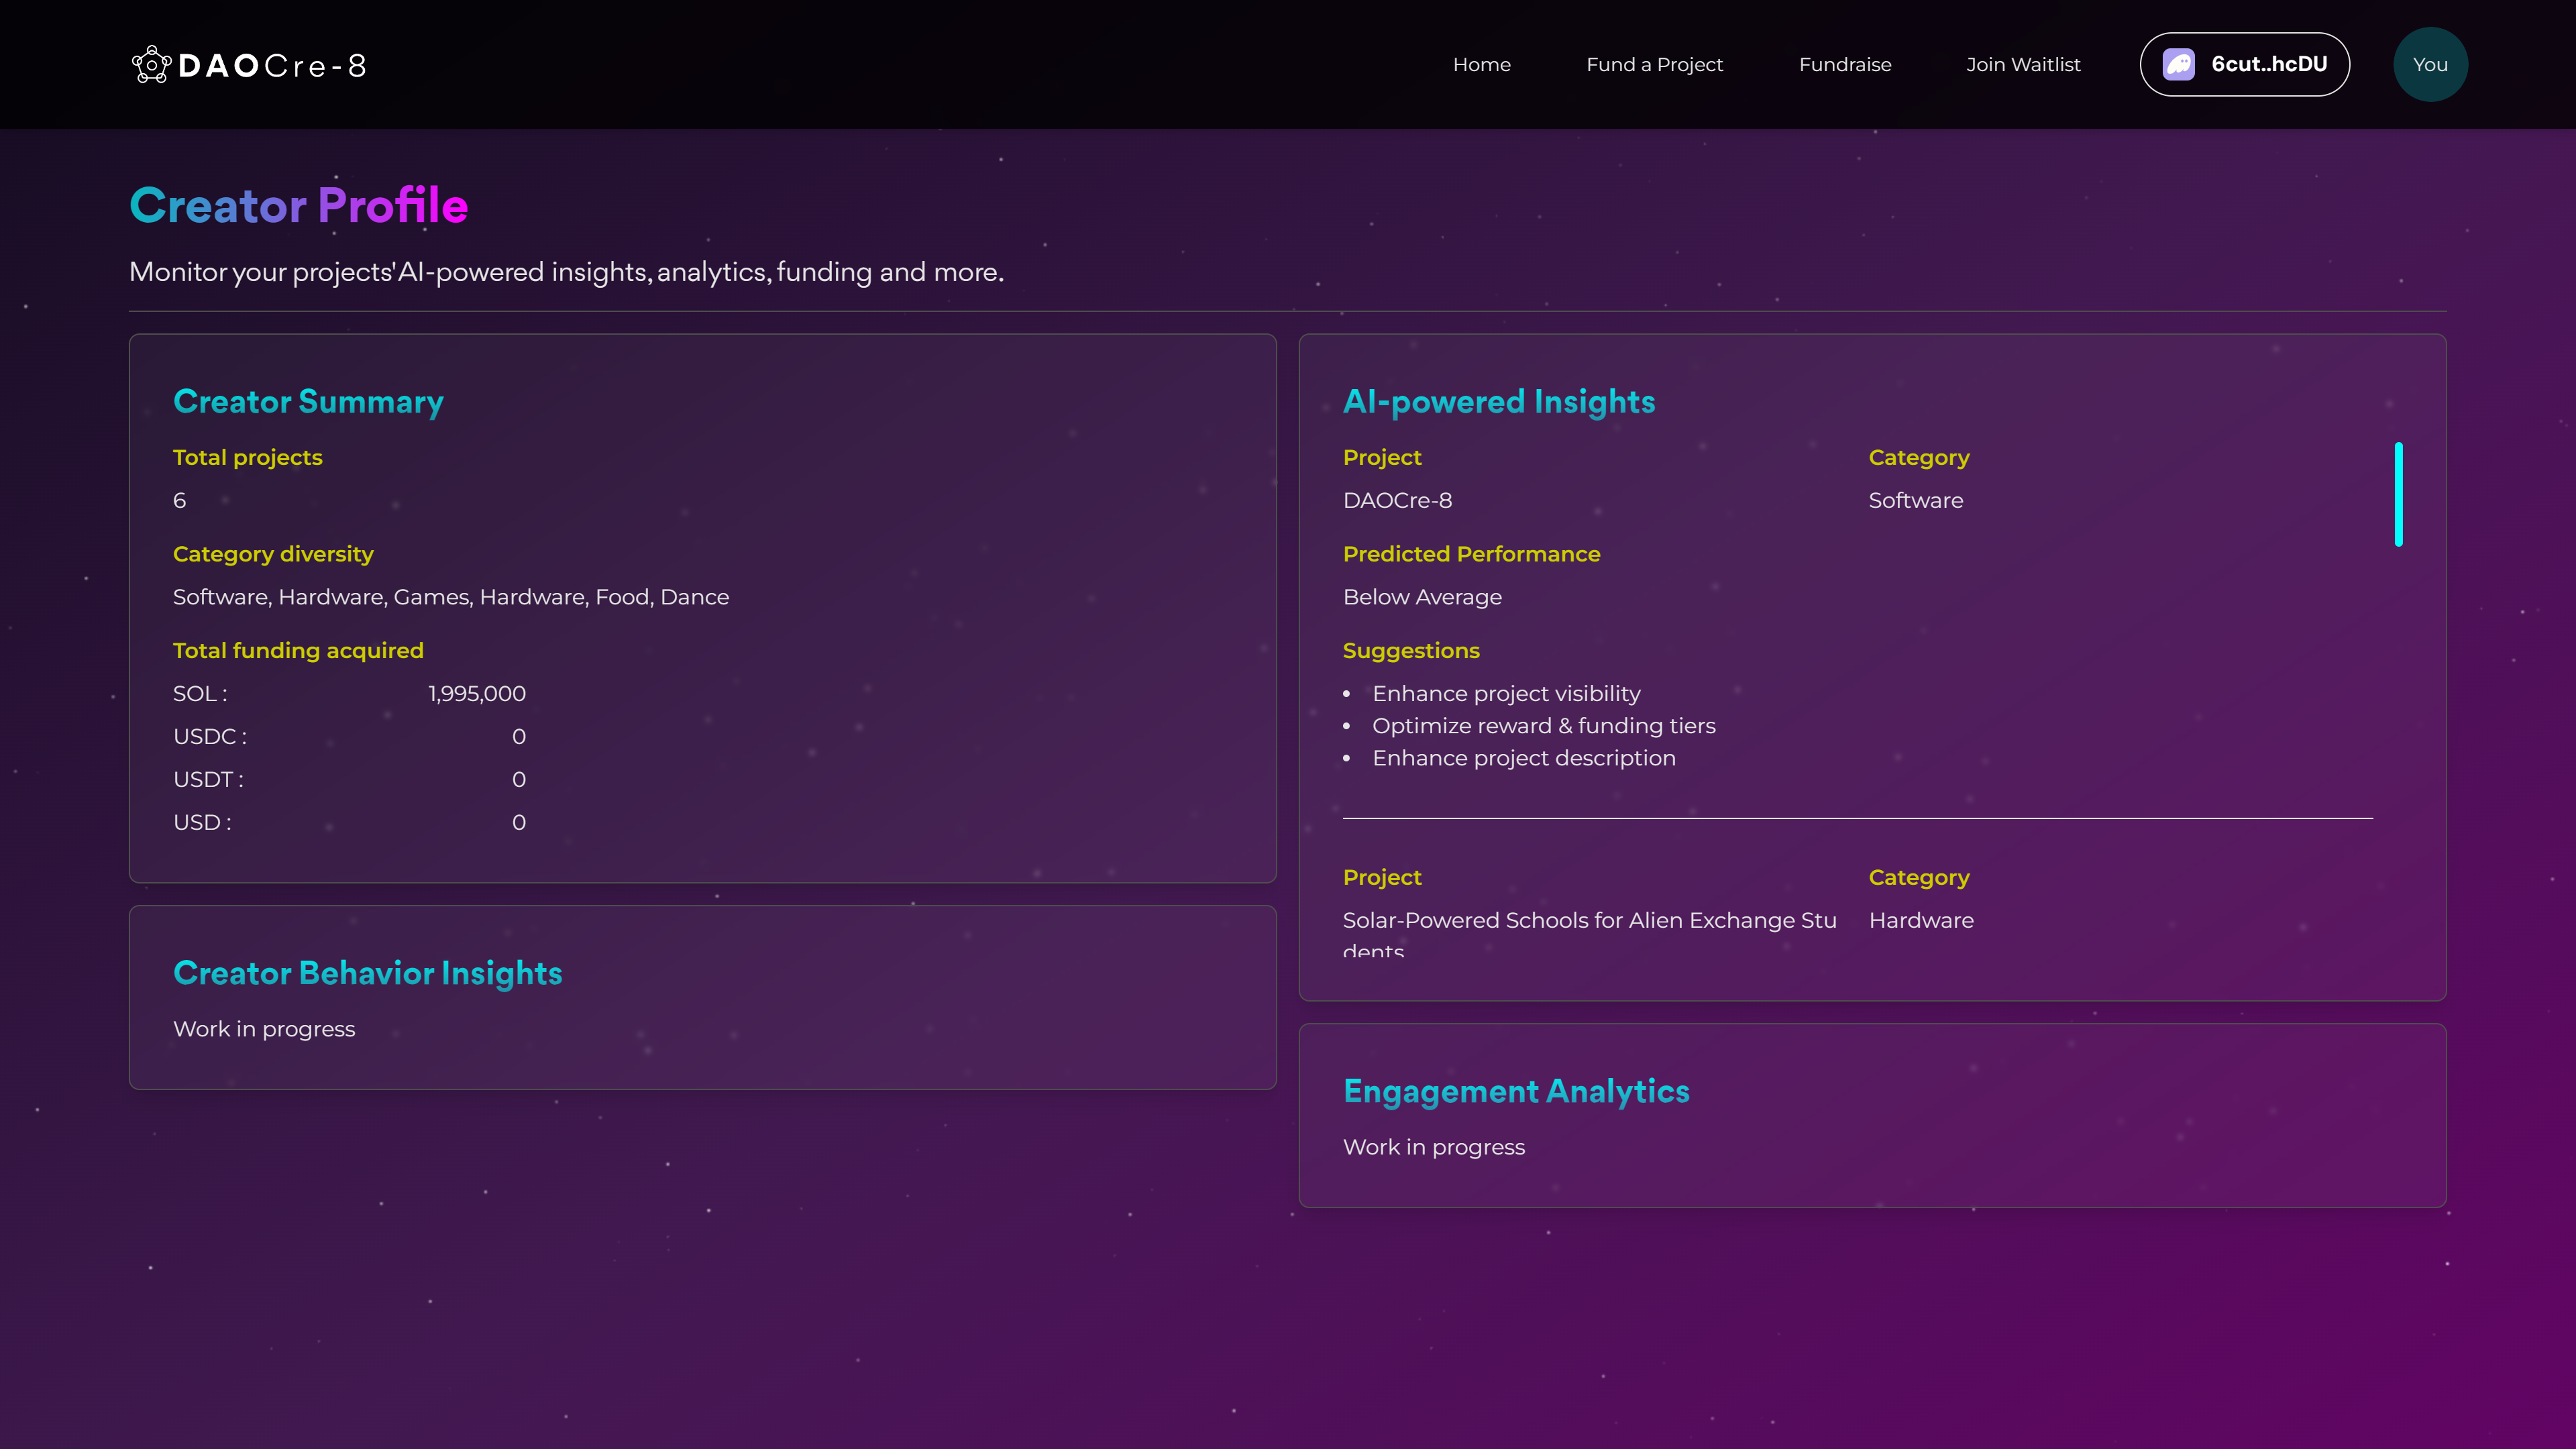 DAOCre-8
Home
Fund a Project
Fundraise
Join Waitlist
6cut..hcDU
You
Creator Profile
Monitor your projects' AI-powered insights, analytics, funding and more.
Creator Summary
Total projects
6
Category diversity
Software, Hardware, Games, Hardware, Food, Dance
Total funding acquired
SOL : 1,995,000
USDC : 0
USDT : 0
USD : 0
Creator Behavior Insights
Work in progress
AI-powered Insights
Project Category
DAOCre-8 Software
Predicted Performance
Below Average
Suggestions
• Enhance project visibility
• Optimize reward & funding tiers
• Enhance project description
Project Category
Solar-Powered Schools for Alien Exchange Stu Hardware
dents
Engagement Analytics
Work in progress